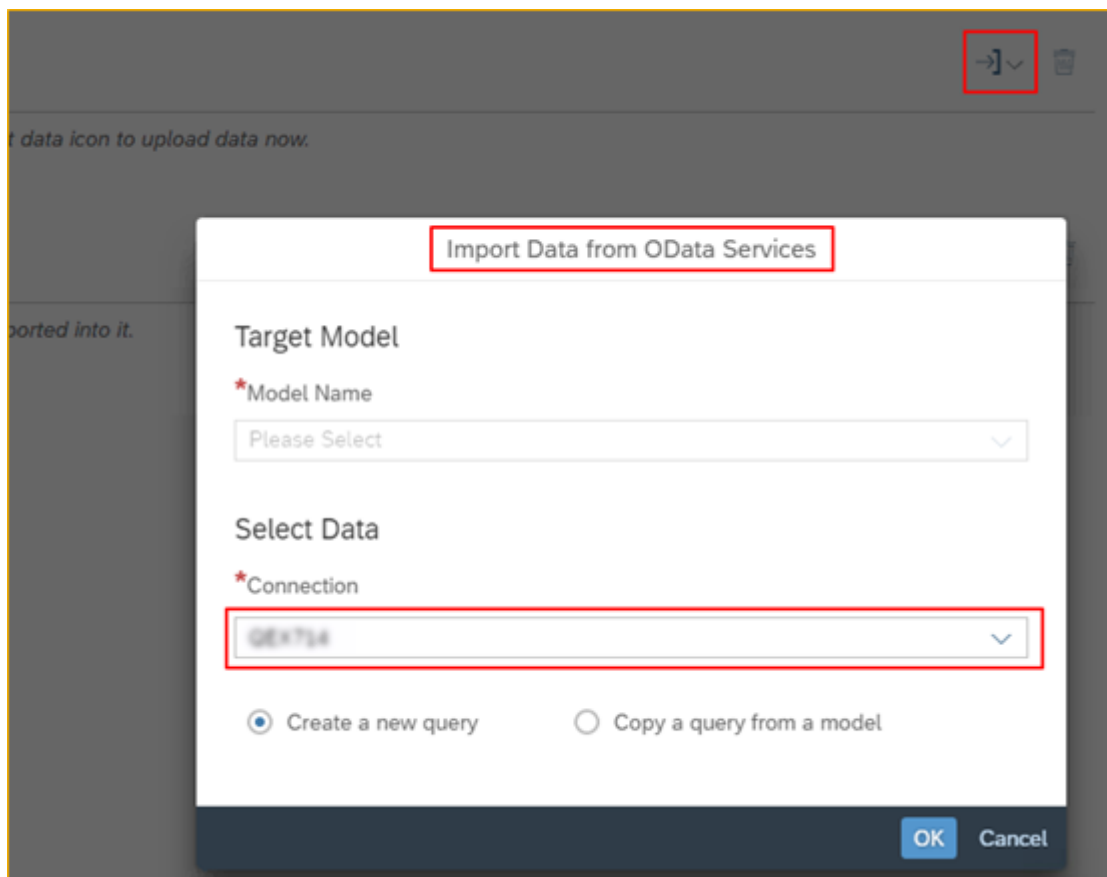 t data icon to upload data now.
Import Data from OData Services
ported into it.
Target Model
*Model Name
Please Select
Select Data
*Connection
QEX714
Create a new query
Copy a query from a model
OK
Cancel